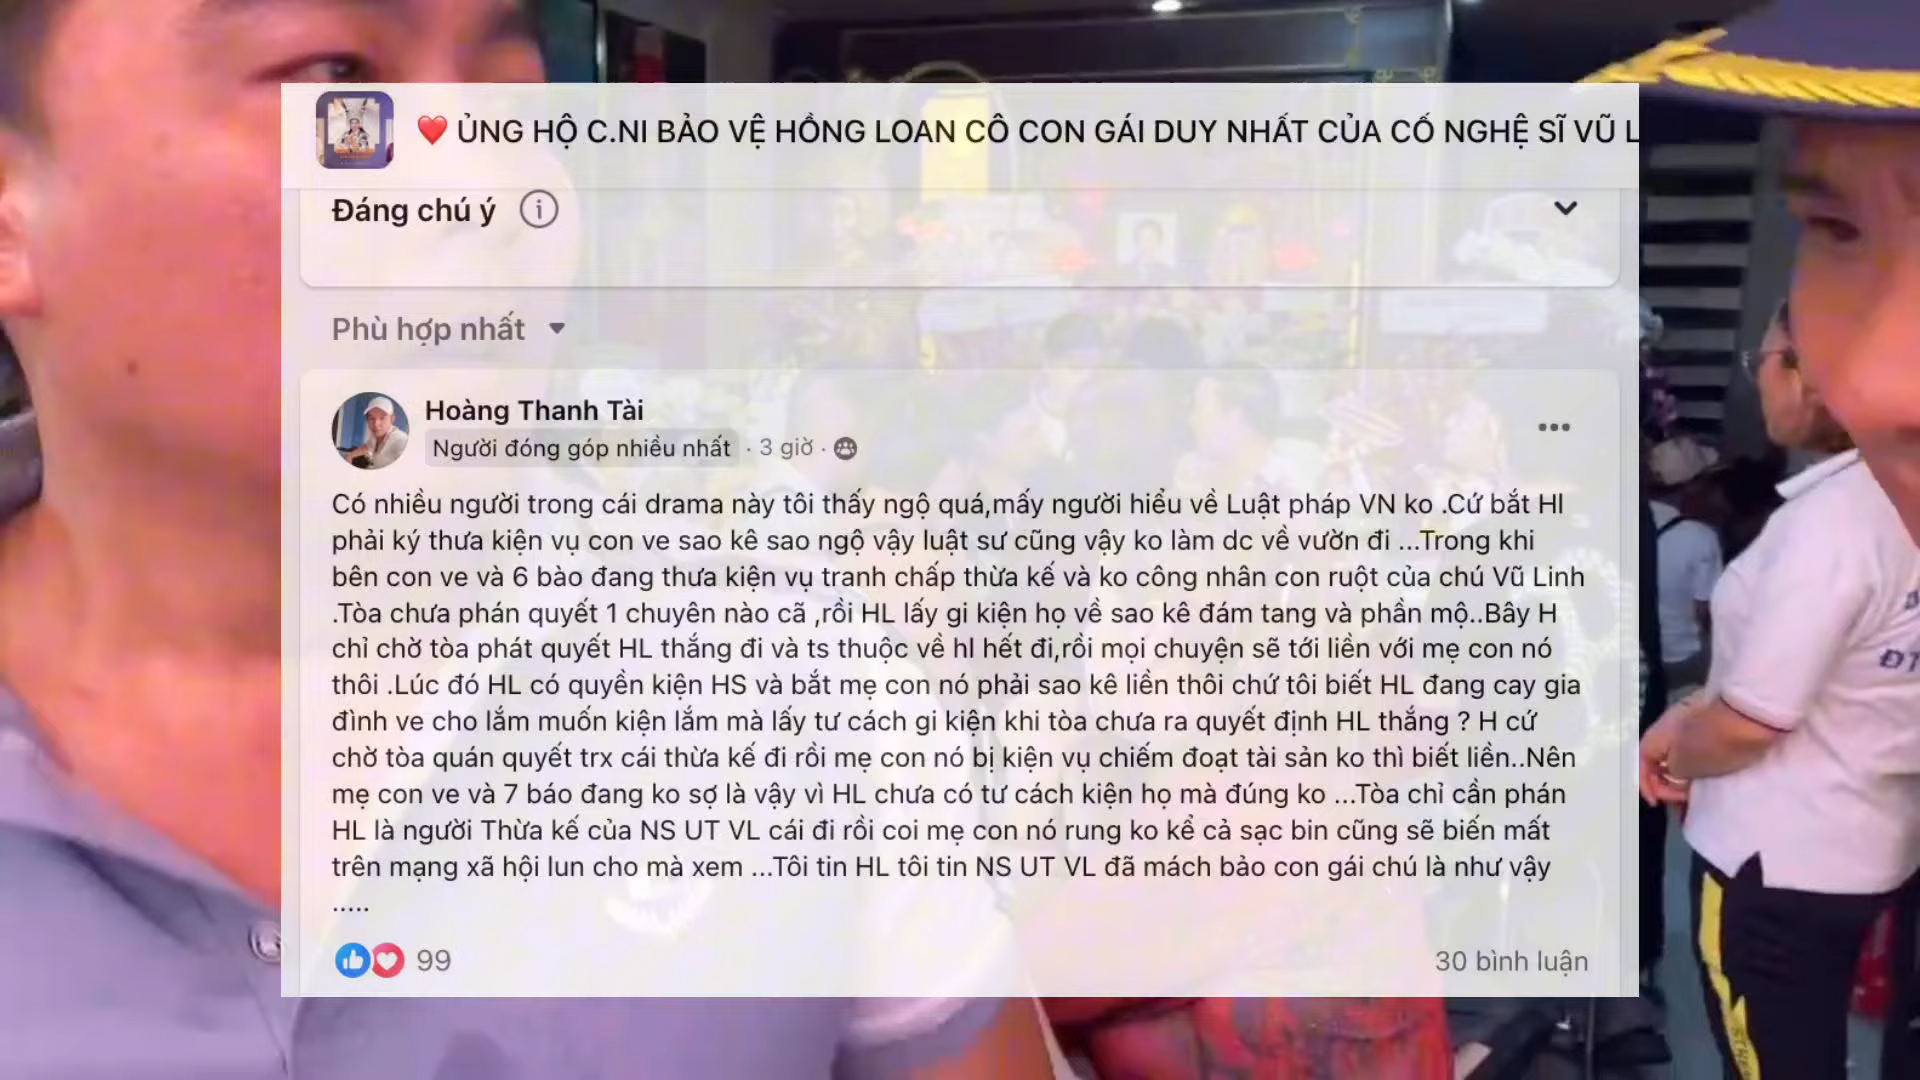 ❤️ ỦNG HỘ C.NI BẢO VỆ HỒNG LOAN CÔ CON GÁI DUY NHẤT CỦA CỐ NGHỆ SĨ VŨ L
Đáng chú ý
Phù hợp nhất
Hoàng Thanh Tài
Người đóng góp nhiều nhất · 3 giờ ·
Có nhiều người trong cái drama này tôi thấy ngộ quá,mấy người hiểu về Luật pháp VN ko .Cứ bắt Hl
phải ký thưa kiện vụ con ve sao kê sao ngộ vậy luật sư cũng vậy ko làm dc về vườn đi ...Trong khi
bên con ve và 6 bào đang thưa kiện vụ tranh chấp thừa kế và ko công nhân con ruột của chú Vũ Linh
.Tòa chưa phán quyết 1 chuyên nào cã ,rồi HL lấy gi kiện họ về sao kê đám tang và phần mộ..Bây H
chỉ chờ tòa phát quyết HL thắng đi và ts thuộc về hl hết đi,rồi mọi chuyện sẽ tới liền với mẹ con nó
thôi .Lúc đó HL có quyền kiện HS và bắt mẹ con nó phải sao kê liền thôi chứ tôi biết HL đang cay gia
đình ve cho lắm muốn kiện lắm mà lấy tư cách gi kiện khi tòa chưa ra quyết định HL thắng ? H cứ
chờ tòa quán quyết trx cái thừa kế đi rồi mẹ con nó bị kiện vụ chiếm đoạt tài sản ko thì biết liền..Nên
mẹ con ve và 7 báo đang ko sợ là vậy vì HL chưa có tư cách kiện họ mà đúng ko ...Tòa chỉ cần phán
HL là người Thừa kế của NS UT VL cái đi rồi coi mẹ con nó rung ko kể cả sạc bin cũng sẽ biến mất
trên mạng xã hội lun cho mà xem ...Tôi tin HL tôi tin NS UT VL đã mách bảo con gái chú là như vậy
.....
99
30 bình luận